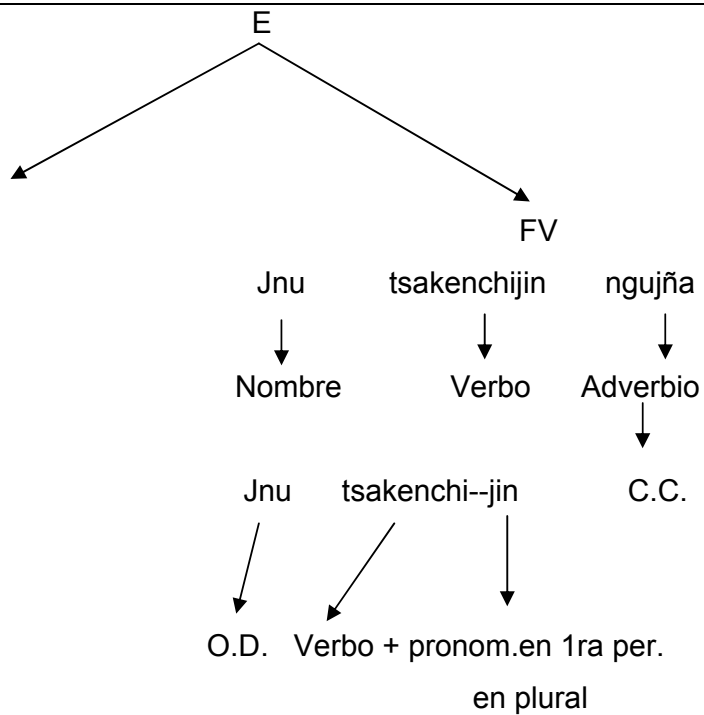 E
FV
Jnu tsakenchijin ngujña
Nombre Verbo Adverbio
Jnu tsakenchi--jin C.C.
O.D. Verbo + pronom.en 1ra per.
en plural